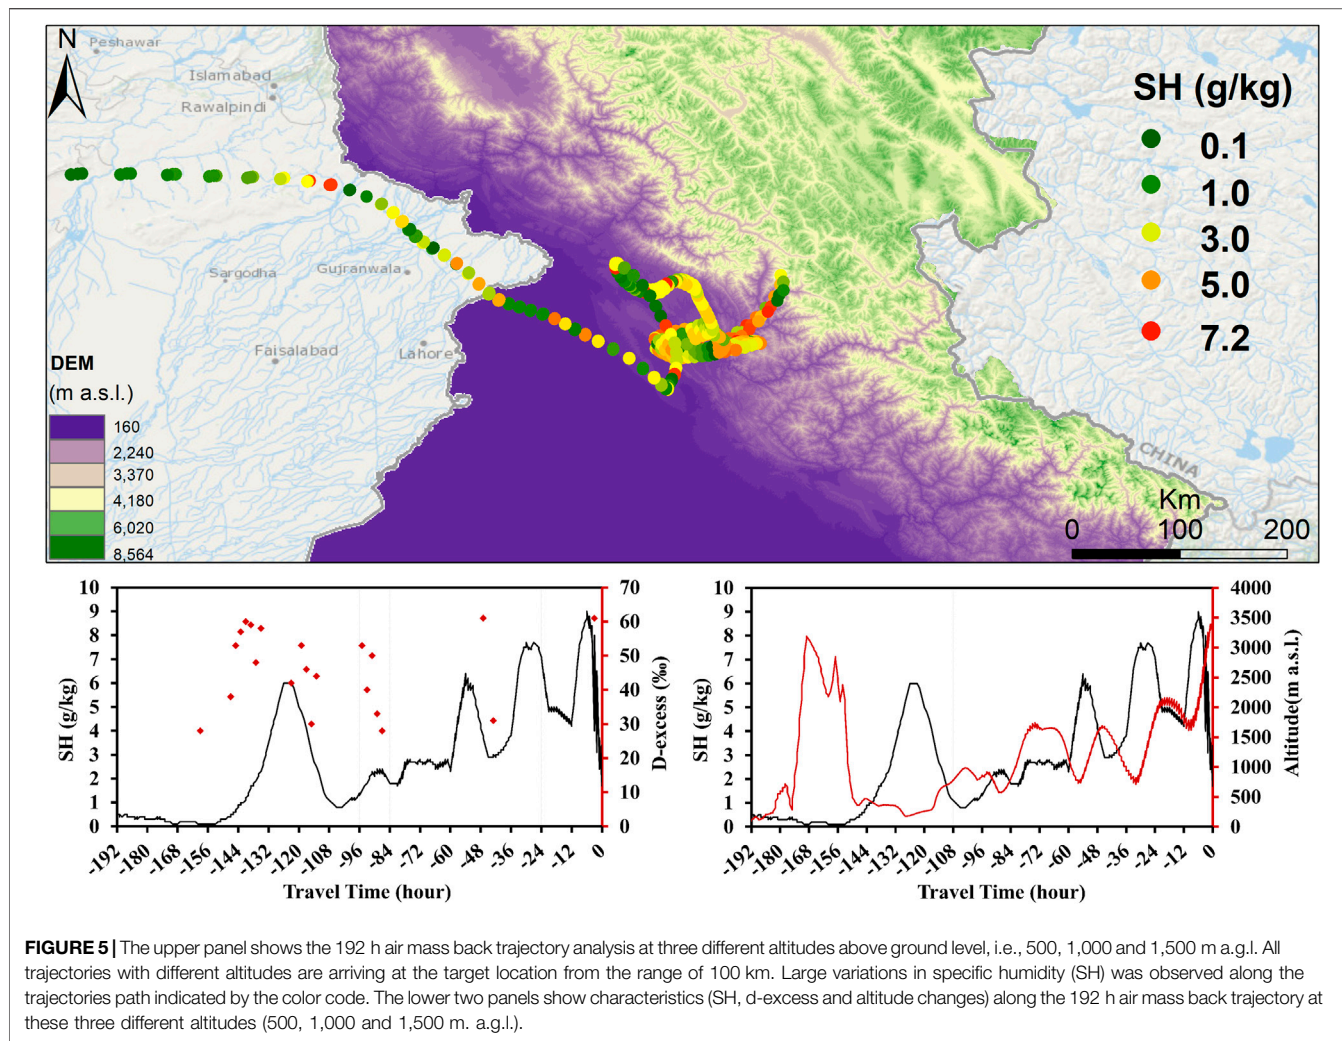 N
Peshawar
Islamabad
Rawalpindi
Sargodha
Gujranwala
Faisalabad
Lahore
CHINA
SH (g/kg)
0.1
1.0
3.0
5.0
7.2
DEM
(m a.s.l.)
160
2,240
3,370
4,180
6,020
8,564
Km
0 100 200
10
9
8
7
6
5
4
3
2
1
0
SH (g/kg)
70
60
50
40
30
20
10
0
D-excess (‰)
-192 -180 -168 -156 -144 -132 -120 -108 -96 -84 -72 -60 -48 -36 -24 -12 0
Travel Time (hour)
10
9
8
7
6
5
4
3
2
1
0
SH (g/kg)
4000
3500
3000
2500
2000
1500
1000
500
0
Altitude(m a.s.l.)
-192 -180 -168 -156 -144 -132 -120 -108 -96 -84 -72 -60 -48 -36 -24 -12 0
Travel Time (hour)
FIGURE 5 | The upper panel shows the 192 h air mass back trajectory analysis at three different altitudes above ground level, i.e., 500, 1,000 and 1,500 m a.g.l. All
trajectories with different altitudes are arriving at the target location from the range of 100 km. Large variations in specific humidity (SH) was observed along the
trajectories path indicated by the color code. The lower two panels show characteristics (SH, d-excess and altitude changes) along the 192 h air mass back trajectory at
these three different altitudes (500, 1,000 and 1,500 m. a.g.l.).